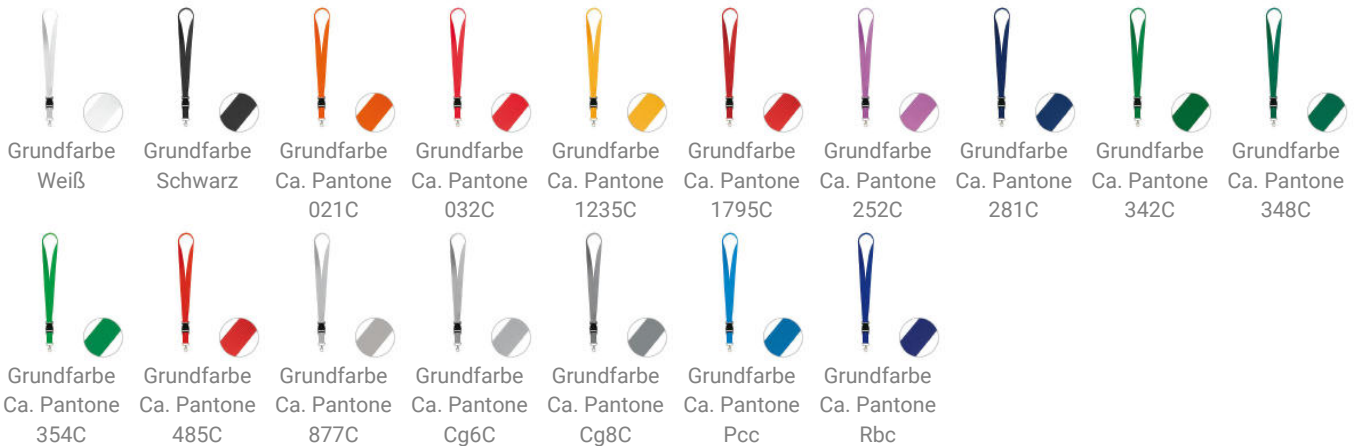 Grundfarbe Grundfarbe Grundfarbe Grundfarbe Grundfarbe Grundfarbe Grundfarbe Grundfarbe Grundfarbe Grundfarbe
Weiß Schwarz Ca. Pantone Ca. Pantone Ca. Pantone Ca. Pantone Ca. Pantone Ca. Pantone Ca. Pantone Ca. Pantone
021C 032C 1235C 1795C 252C 281C 342C 348C
Grundfarbe Grundfarbe Grundfarbe Grundfarbe Grundfarbe Grundfarbe Grundfarbe
Ca. Pantone Ca. Pantone Ca. Pantone Ca. Pantone Ca. Pantone Ca. Pantone Ca. Pantone
354C 485C 877C Cg6C Cg8C Pcc Rbc